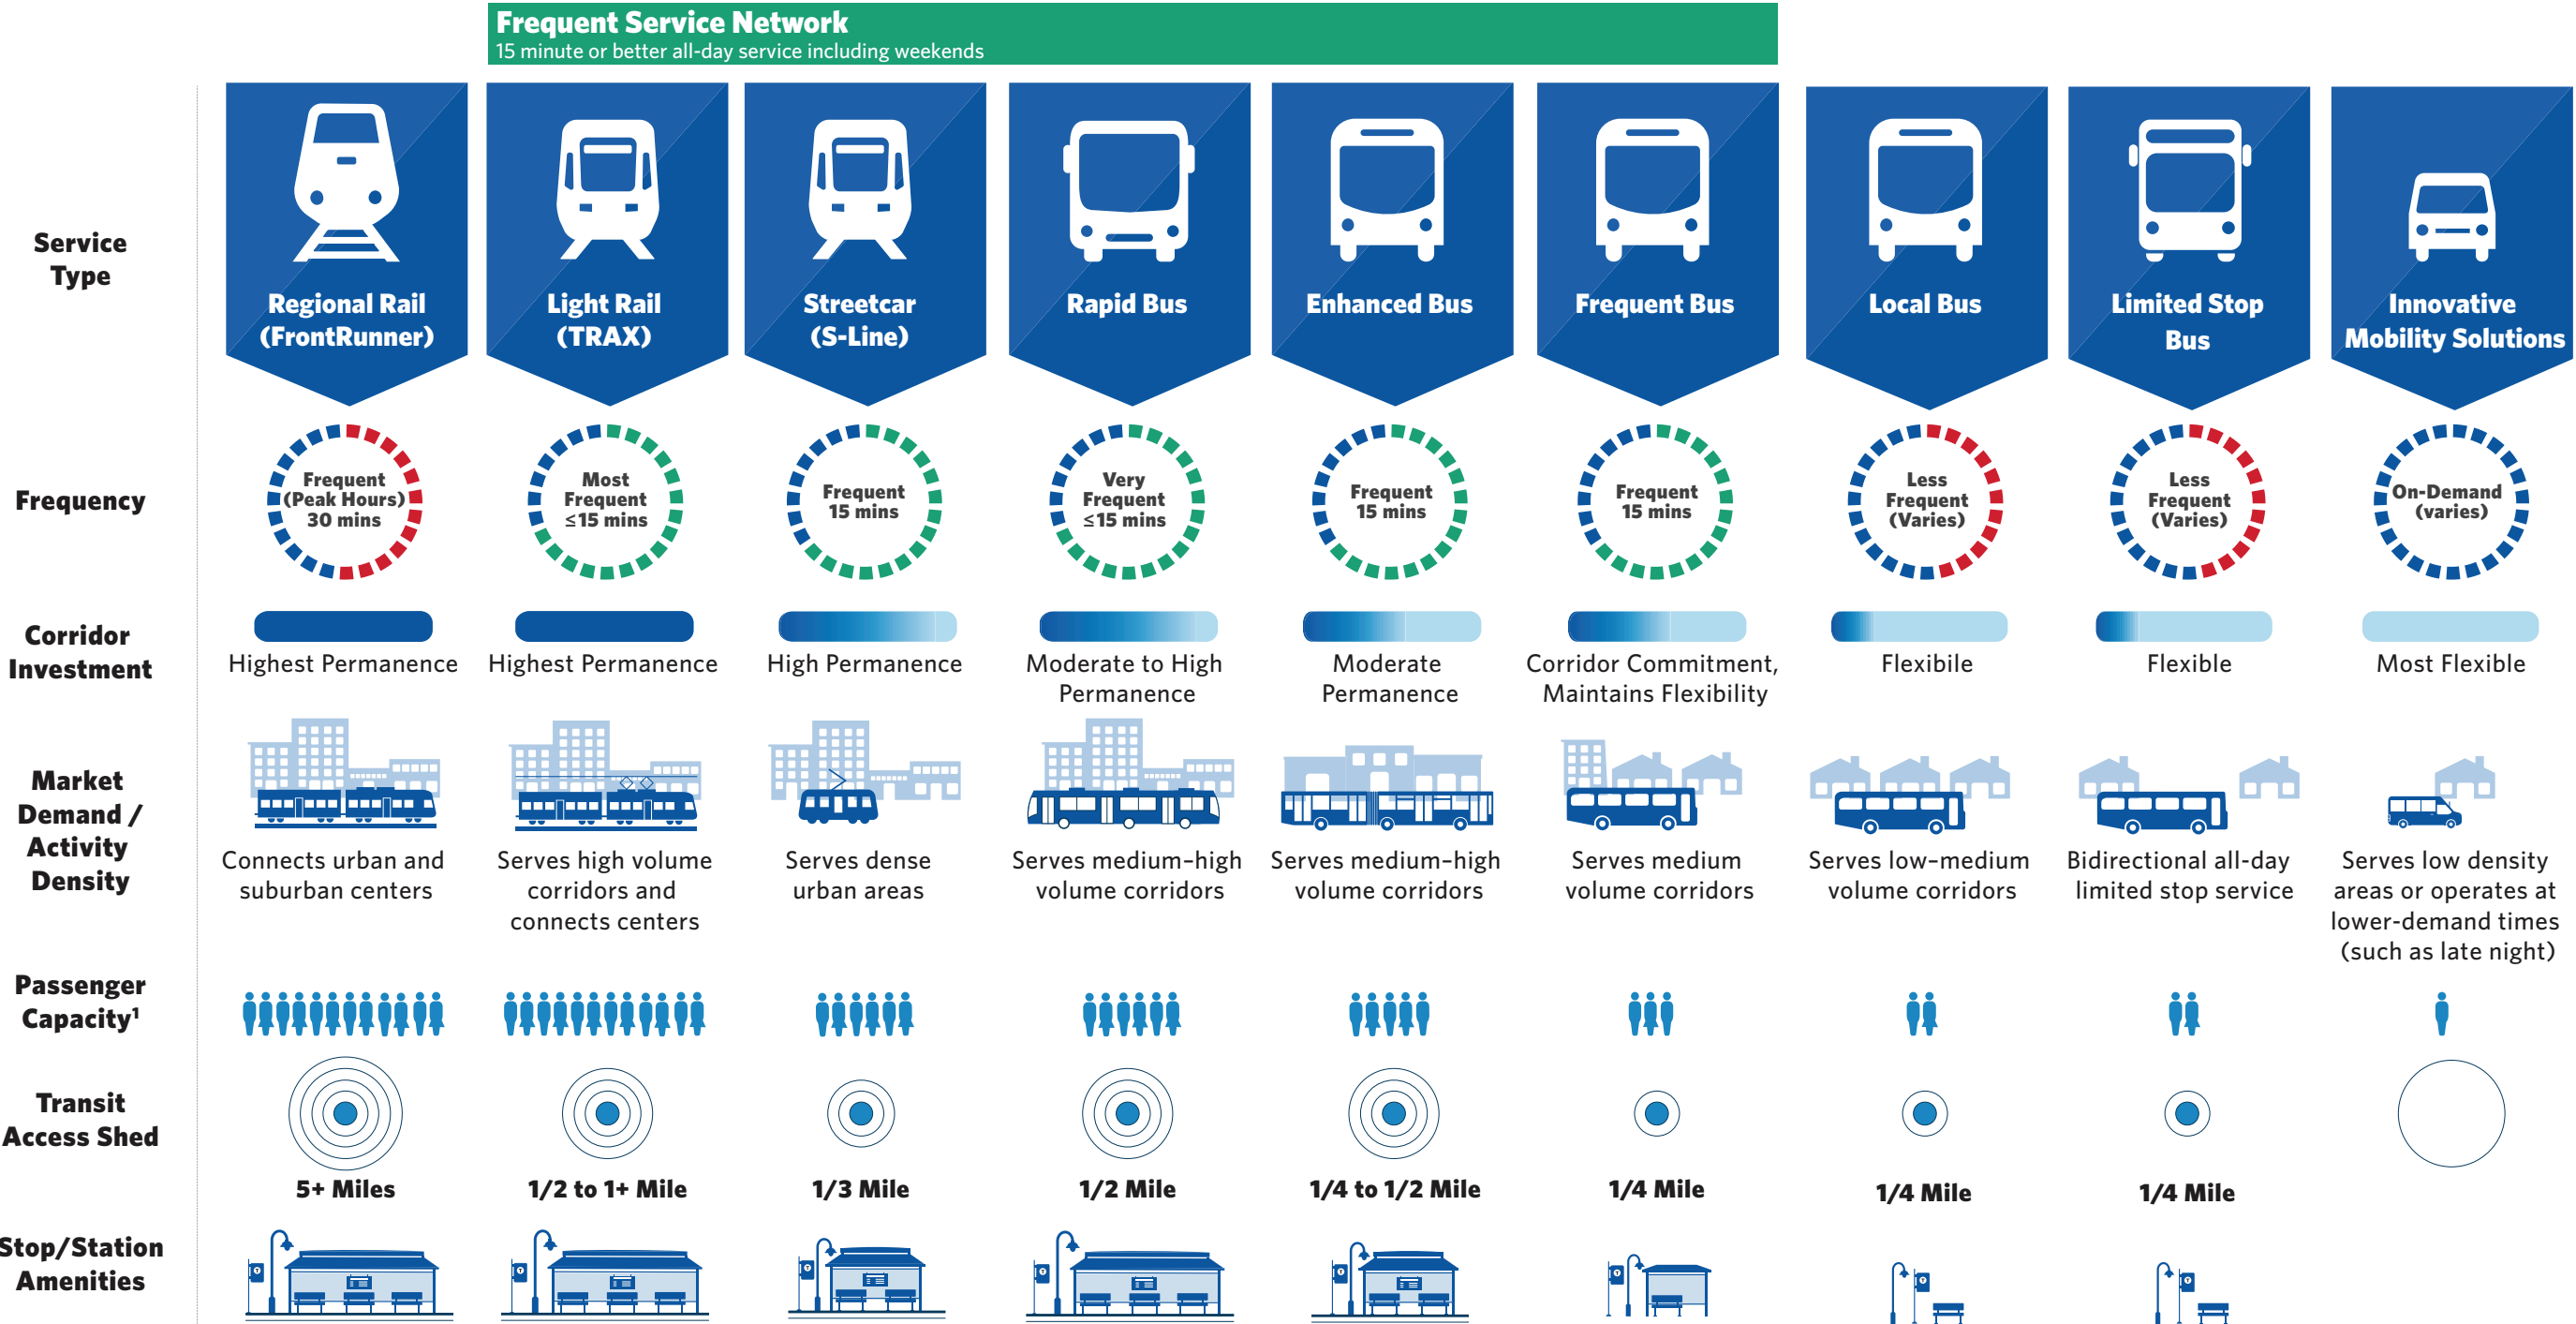 Frequent Service Network
15 minute or better all-day service including weekends
Service
Type
Regional Rail
(FrontRunner)
Light Rail
(TRAX)
Streetcar
(S-Line)
Rapid Bus
Enhanced Bus
Frequent Bus
Local Bus
Limited Stop
Bus
Innovative
Mobility Solutions
Frequency
Frequent
(Peak Hours)
30 mins
Most
Frequent
≤15 mins
Frequent
15 mins
Very
Frequent
≤15 mins
Frequent
15 mins
Frequent
15 mins
Less
Frequent
(Varies)
Less
Frequent
(Varies)
On-Demand
(varies)
Corridor
Investment
Highest Permanence
Highest Permanence
High Permanence
Moderate to High
Permanence
Moderate
Permanence
Corridor Commitment,
Maintains Flexibility
Flexibile
Flexible
Most Flexible
Market
Demand /
Activity
Density
Connects urban and
suburban centers
Serves high volume
corridors and
connects centers
Serves dense
urban areas
Serves medium–high
volume corridors
Serves medium–high
volume corridors
Serves medium
volume corridors
Serves low–medium
volume corridors
Bidirectional all-day
limited stop service
Serves low density
areas or operates at
lower-demand times
(such as late night)
Passenger
Capacity¹
Transit
Access Shed
5+ Miles
1/2 to 1+ Mile
1/3 Mile
1/2 Mile
1/4 to 1/2 Mile
1/4 Mile
1/4 Mile
1/4 Mile
Stop/Station
Amenities